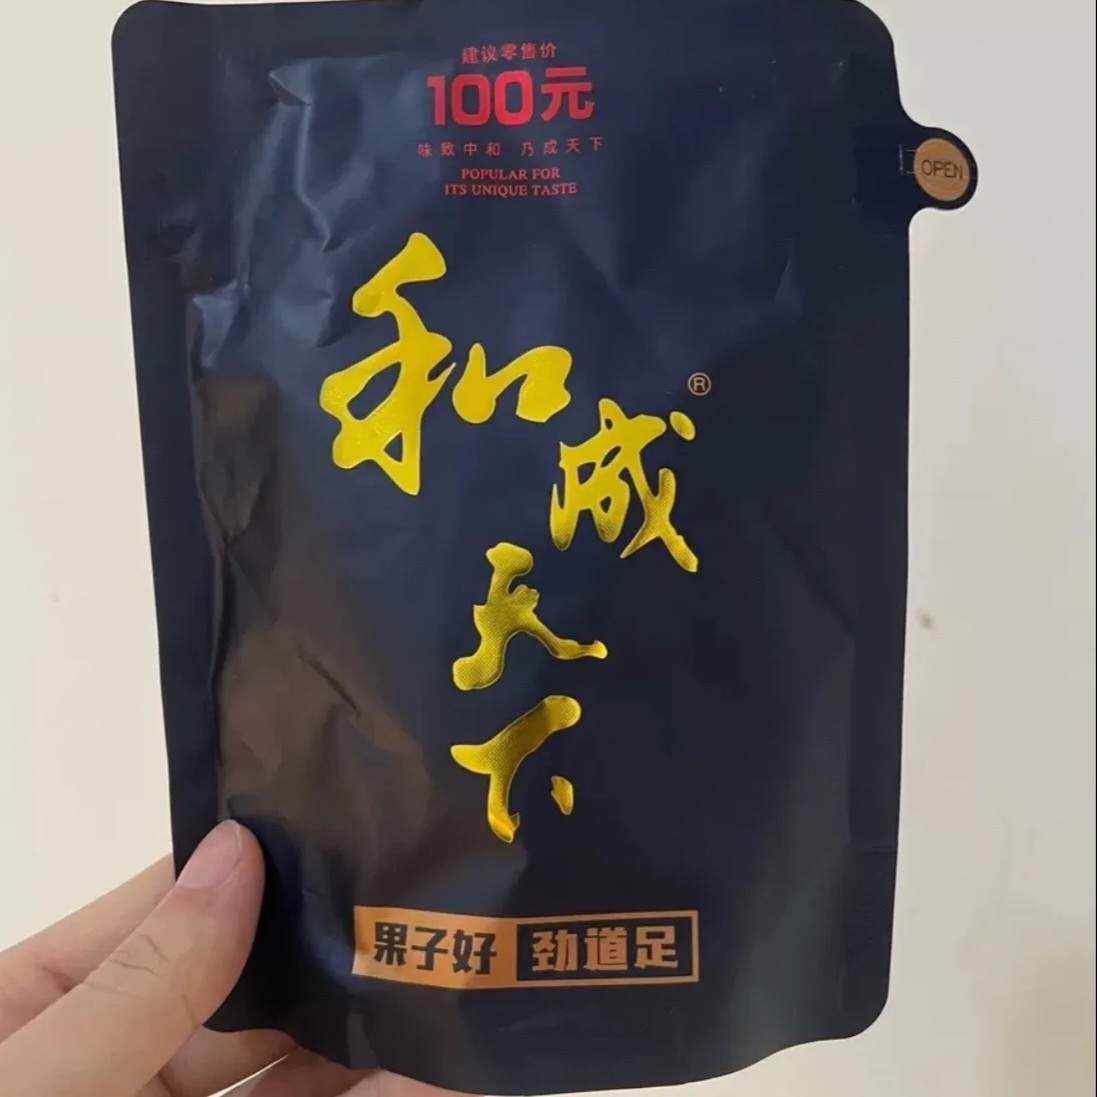 建议零售价
100元
味致中和 乃成天下
POPULAR FOR
ITS UNIQUE TASTE
OPEN
和成天下®
果子好 劲道足